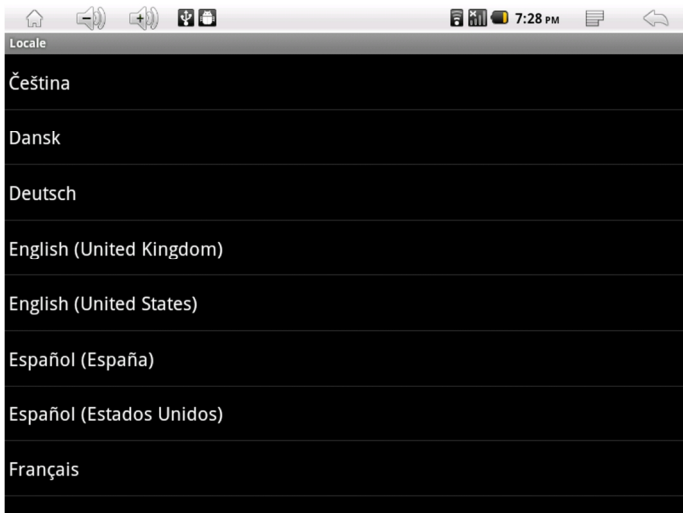 7:28 PM
Locale
Čeština
Dansk
Deutsch
English (United Kingdom)
English (United States)
Español (España)
Español (Estados Unidos)
Français